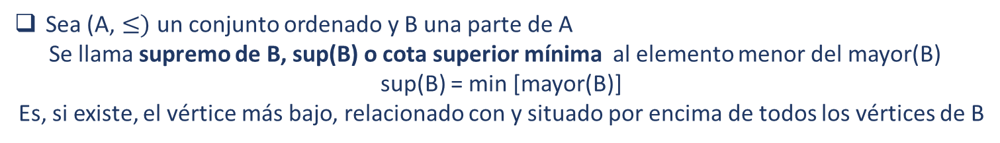 ❑ Sea (A, ≤) un conjunto ordenado y B una parte de A
Se llama supremo de B, sup(B) o cota superior mínima al elemento menor del mayor(B)
sup(B) = min [mayor(B)]
Es, si existe, el vértice más bajo, relacionado con y situado por encima de todos los vértices de B